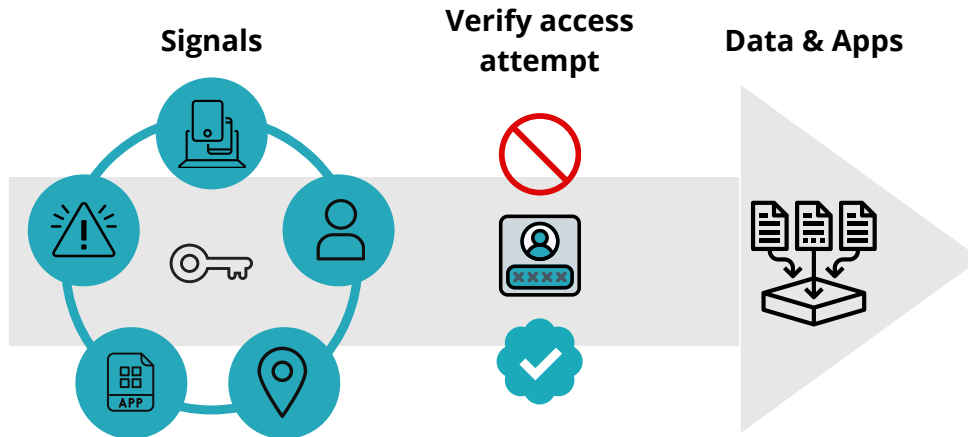 Signals
Verify access
attempt
Data & Apps
APP
××××